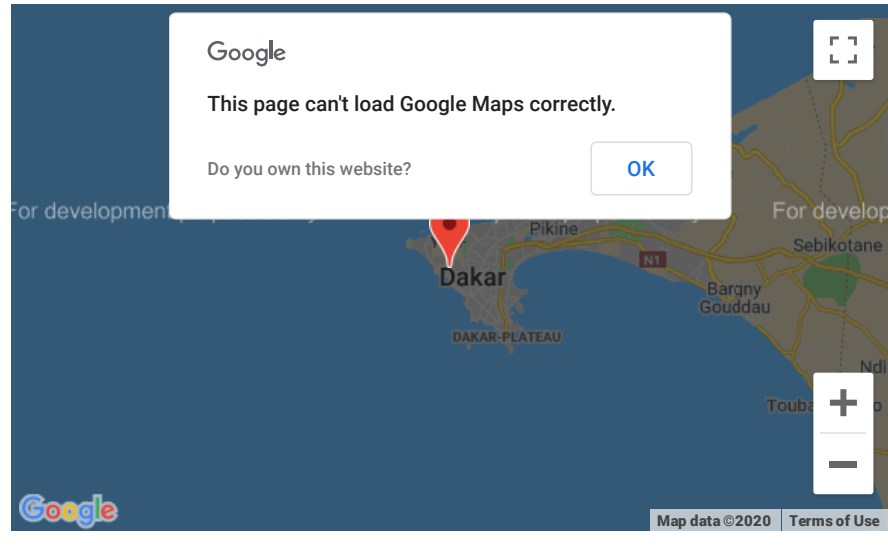 Google
This page can't load Google Maps correctly.
Do you own this website?
OK
For development
For develop
Pikine
Sebikotane
N1
Dakar
Bargny
Gouddau
DAKAR-PLATEAU
Ndi
Touba
Google
Map data ©2020
Terms of Use